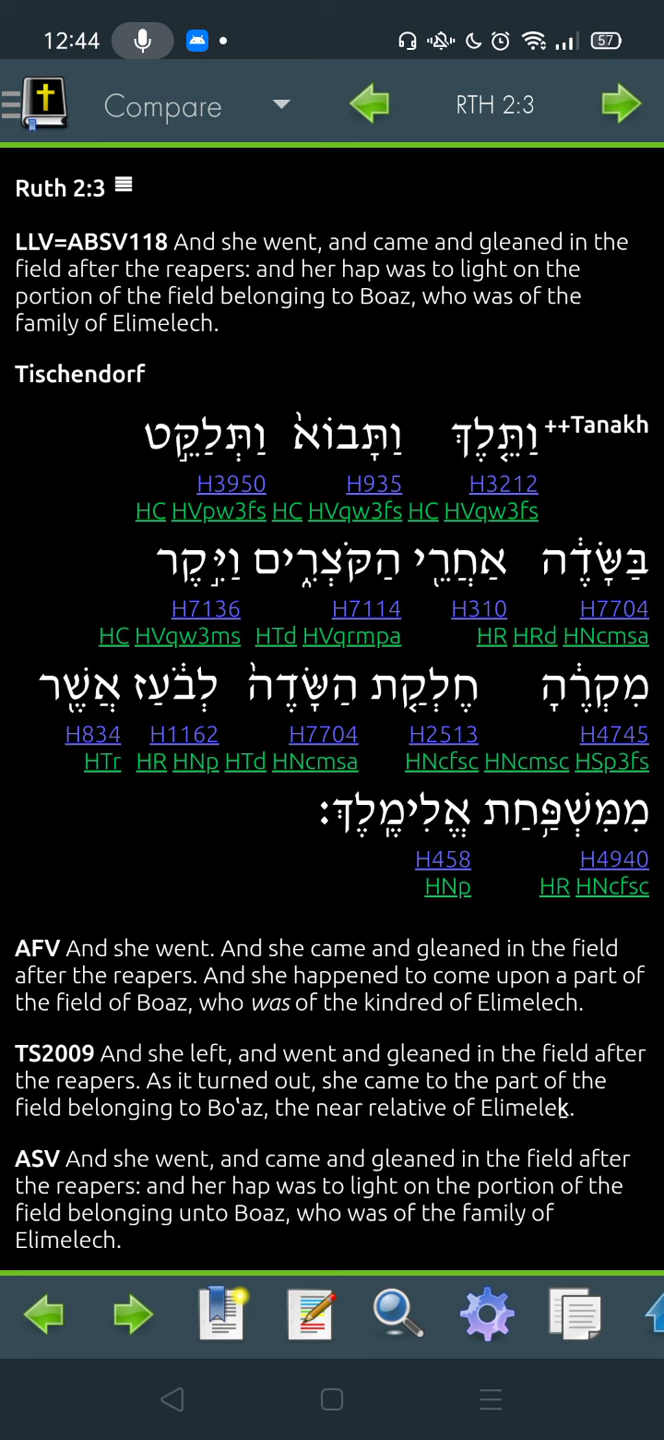 12:44
57
Compare
RTH 2:3
Ruth 2:3
LLV=ABSV118 And she went, and came and gleaned in the
field after the reapers: and her hap was to light on the
portion of the field belonging to Boaz, who was of the
family of Elimelech.
Tischendorf
++Tanakh וַתֵּ֤לֶךְ וַתָּבוֹא֙ וַתְּלַקֵּ֣ט
H3950 H935 H3212
HC HVpw3fs HC HVqw3fs HC HVqw3fs
בַּשָּׂדֶ֔ה אַחֲרֵ֖י הַקֹּצְרִ֑ים וַיִּ֣קֶר
H7136 H7114 H310 H7704
HC HVqw3ms HTd HVqrmpa HR HRd HNcmsa
מִקְרֶ֔הָ חֶלְקַ֤ת הַשָּׂדֶה֙ לְבֹ֔עַז אֲשֶׁ֖ר
H834 H1162 H7704 H2513 H4745
HTr HR HNp HTd HNcmsa HNcfsc HNcmsc HSp3fs
מִמִּשְׁפַּ֥חַת אֱלִימֶֽלֶךְ׃
H458 H4940
HNp HR HNcfsc
AFV And she went. And she came and gleaned in the field
after the reapers. And she happened to come upon a part of
the field of Boaz, who was of the kindred of Elimelech.
TS2009 And she left, and went and gleaned in the field after
the reapers. As it turned out, she came to the part of the
field belonging to Boʽaz, the near relative of Elimeleḵ.
ASV And she went, and came and gleaned in the field after
the reapers: and her hap was to light on the portion of the
field belonging unto Boaz, who was of the family of
Elimelech.